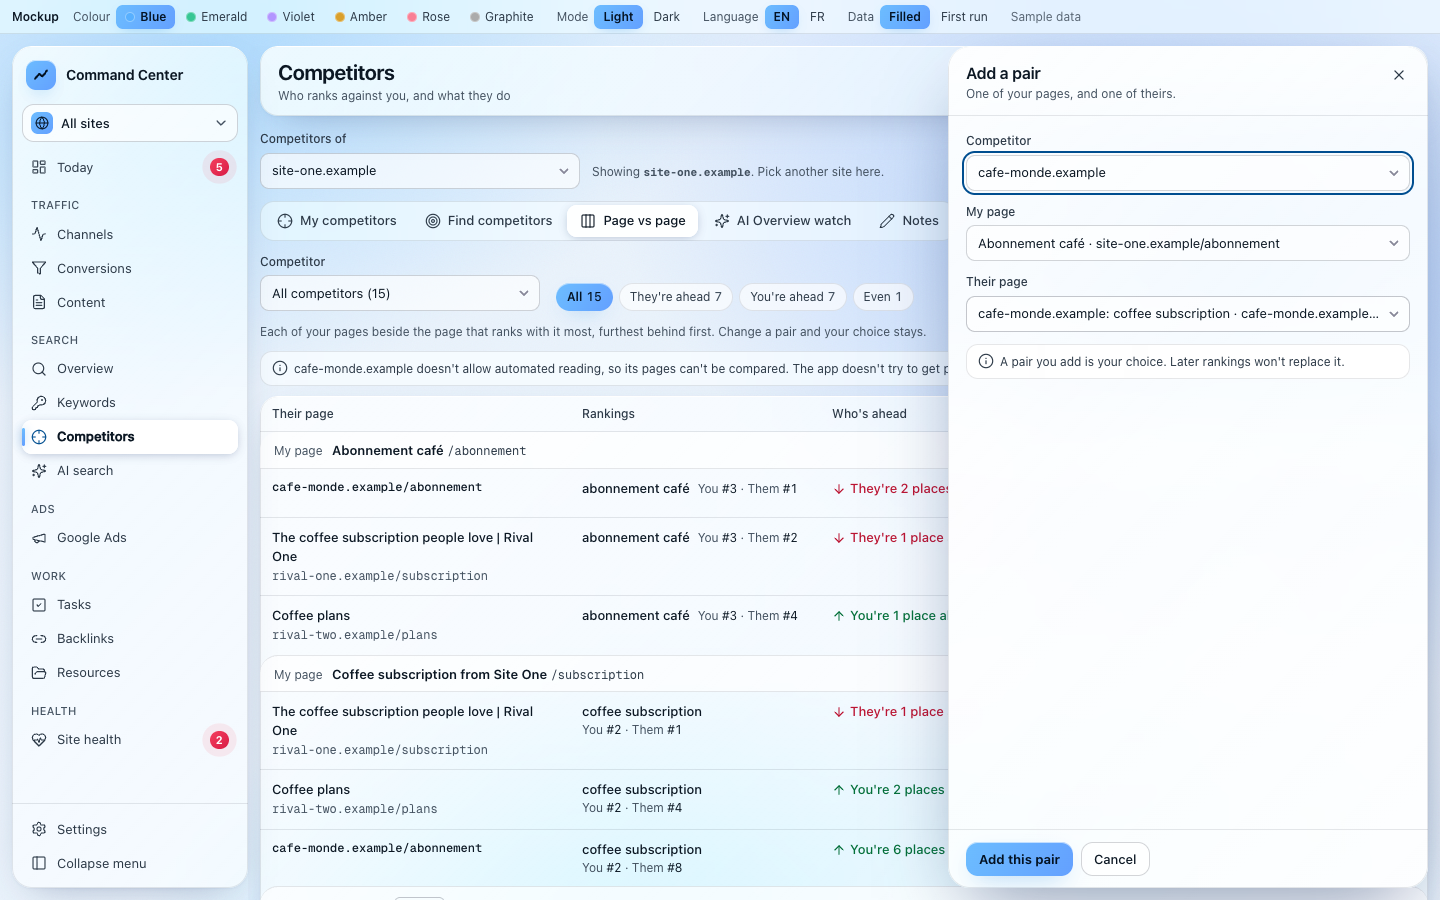 Mockup Colour Blue Emerald Violet Amber Rose Graphite Mode Light Dark Language EN FR Data Filled First run Sample data
Command Center
All sites
Today 5
TRAFFIC
Channels
Conversions
Content
SEARCH
Overview
Keywords
Competitors
AI search
ADS
Google Ads
WORK
Tasks
Backlinks
Resources
HEALTH
Site health 2
Settings
Collapse menu
Competitors
Who ranks against you, and what they do
Competitors of
site-one.example
Showing site-one.example. Pick another site here.
My competitors Find competitors Page vs page AI Overview watch Notes
Competitor
All competitors (15)
All 15 They're ahead 7 You're ahead 7 Even 1
Each of your pages beside the page that ranks with it most, furthest behind first. Change a pair and your choice stays.
cafe-monde.example doesn't allow automated reading, so its pages can't be compared. The app doesn't try to get
Their page Rankings Who's ahead
My page Abonnement café /abonnement
cafe-monde.example/abonnement abonnement café You #3 · Them #1 They're 2 places
The coffee subscription people love | Rival abonnement café You #3 · Them #2 They're 1 place
One
rival-one.example/subscription
Coffee plans abonnement café You #3 · Them #4 You're 1 place
rival-two.example/plans
My page Coffee subscription from Site One /subscription
The coffee subscription people love | Rival coffee subscription They're 1 place
One You #2 · Them #1
rival-one.example/subscription
Coffee plans coffee subscription You're 2 places
rival-two.example/plans You #2 · Them #4
cafe-monde.example/abonnement coffee subscription You're 6 places
You #2 · Them #8
Add a pair
One of your pages, and one of theirs.
Competitor
cafe-monde.example
My page
Abonnement café · site-one.example/abonnement
Their page
cafe-monde.example: coffee subscription · cafe-monde.example...
A pair you add is your choice. Later rankings won't replace it.
Add this pair Cancel